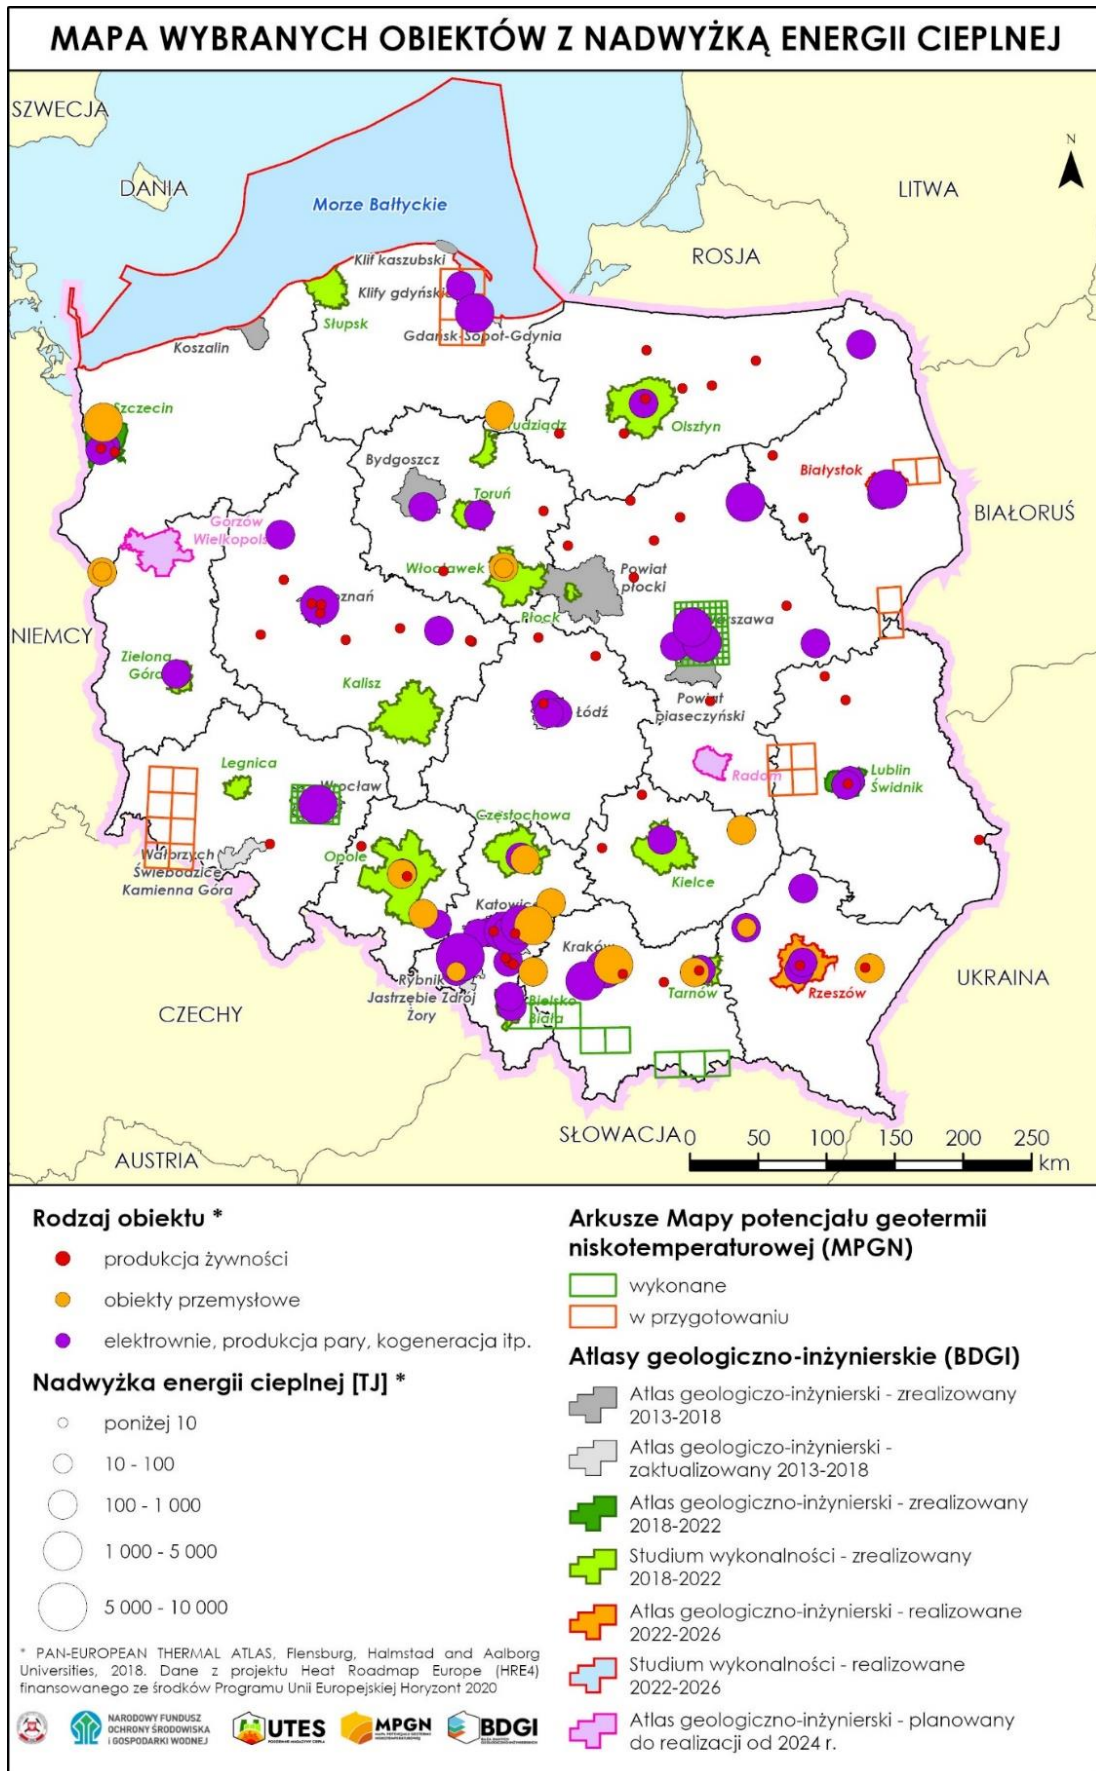 MAPA WYBRANYCH OBIEKTÓW Z NADWYŻKĄ ENERGII CIEPLNEJ
SZWECJA
N
DANIA
LITWA
Morze Bałtyckie
Klif kaszubski
ROSJA
Klify gdyńskie
Słupsk
Gdańsk-Sopot-Gdynia
Koszalin
Szczecin
Olsztyn
Bydgoszcz
Białystok
Toruń
BIAŁORUŚ
Gorzów
Wielkopols
Włocławek
Powiat
płocki
Płock
NIEMCY
Zielona
Góra
Kalisz
Powiat
piaseczyński
Łódź
Legnica
Radom
Lublin
Świdnik
Wrocław
Częstochowa
Opole
Wałbrzych
Świebodzice
Kamienna Góra
Kielce
Kraków
Rybnik
Jastrzębie Zdrój
Żory
Tarnów
Rzeszów
UKRAINA
Bielsko
Biała
CZECHY
SŁOWACJA
0 50 100 150 200 250
km
AUSTRIA
Rodzaj obiektu *
produkcja żywności
obiekty przemysłowe
elektrownie, produkcja pary, kogeneracja itp.
Nadwyżka energii cieplnej [TJ] *
poniżej 10
10 - 100
100 - 1 000
1 000 - 5 000
5 000 - 10 000
* PAN-EUROPEAN THERMAL ATLAS, Flensburg, Halmstad and Aalborg
Universities, 2018. Dane z projektu Heat Roadmap Europe (HRE4)
finansowanego ze środków Programu Unii Europejskiej Horyzont 2020
NARODOWY FUNDUSZ
OCHRONY ŚRODOWISKA
i GOSPODARKI WODNEJ
UTES
MPGN
BDGI
Arkusze Mapy potencjału geotermii
niskotemperaturowej (MPGN)
wykonane
w przygotowaniu
Atlasy geologiczno-inżynierskie (BDGI)
Atlas geologiczo-inżynierski - zrealizowany
2013-2018
Atlas geologiczo-inżynierski -
zaktualizowany 2013-2018
Atlas geologiczno-inżynierski - zrealizowany
2018-2022
Studium wykonalności - zrealizowany
2018-2022
Atlas geologiczno-inżynierski - realizowane
2022-2026
Studium wykonalności - realizowane
2022-2026
Atlas geologiczno-inżynierski - planowany
do realizacji od 2024 r.